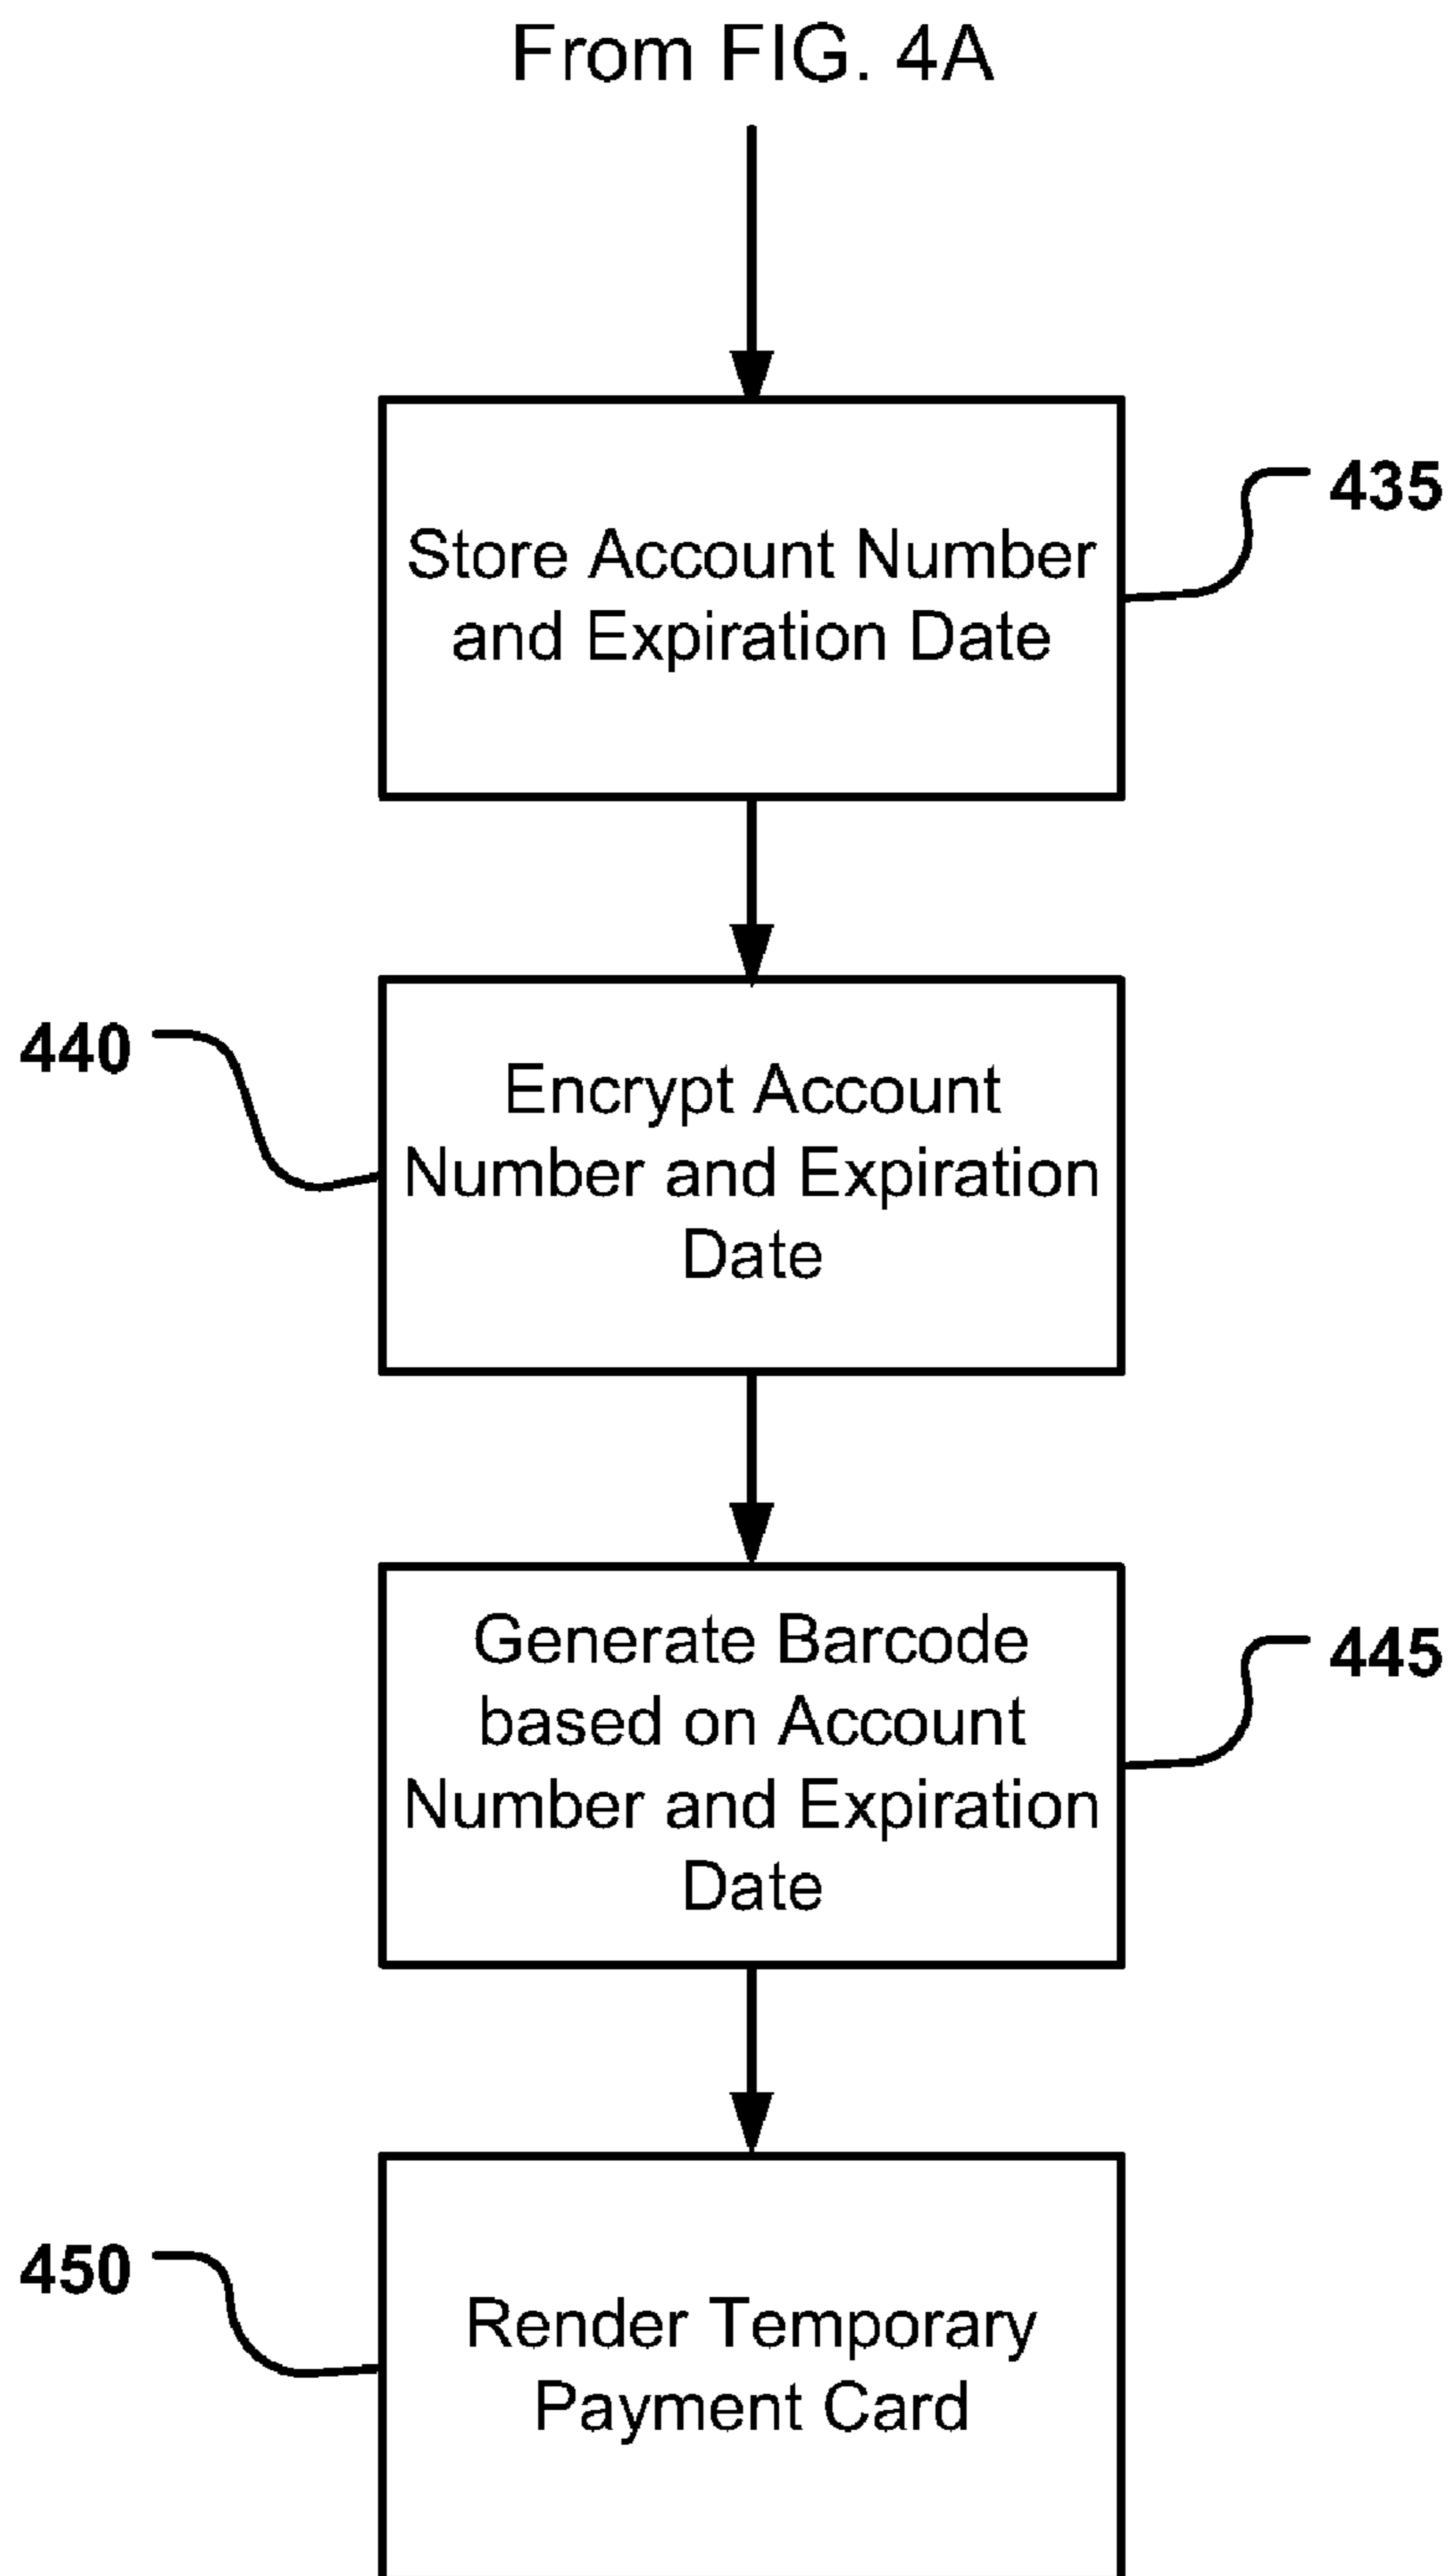 From FIG. 4A
Store Account Number
and Expiration Date
435
440
Encrypt Account
Number and Expiration
Date
Generate Barcode
based on Account
Number and Expiration
Date
445
450
Render Temporary
Payment Card